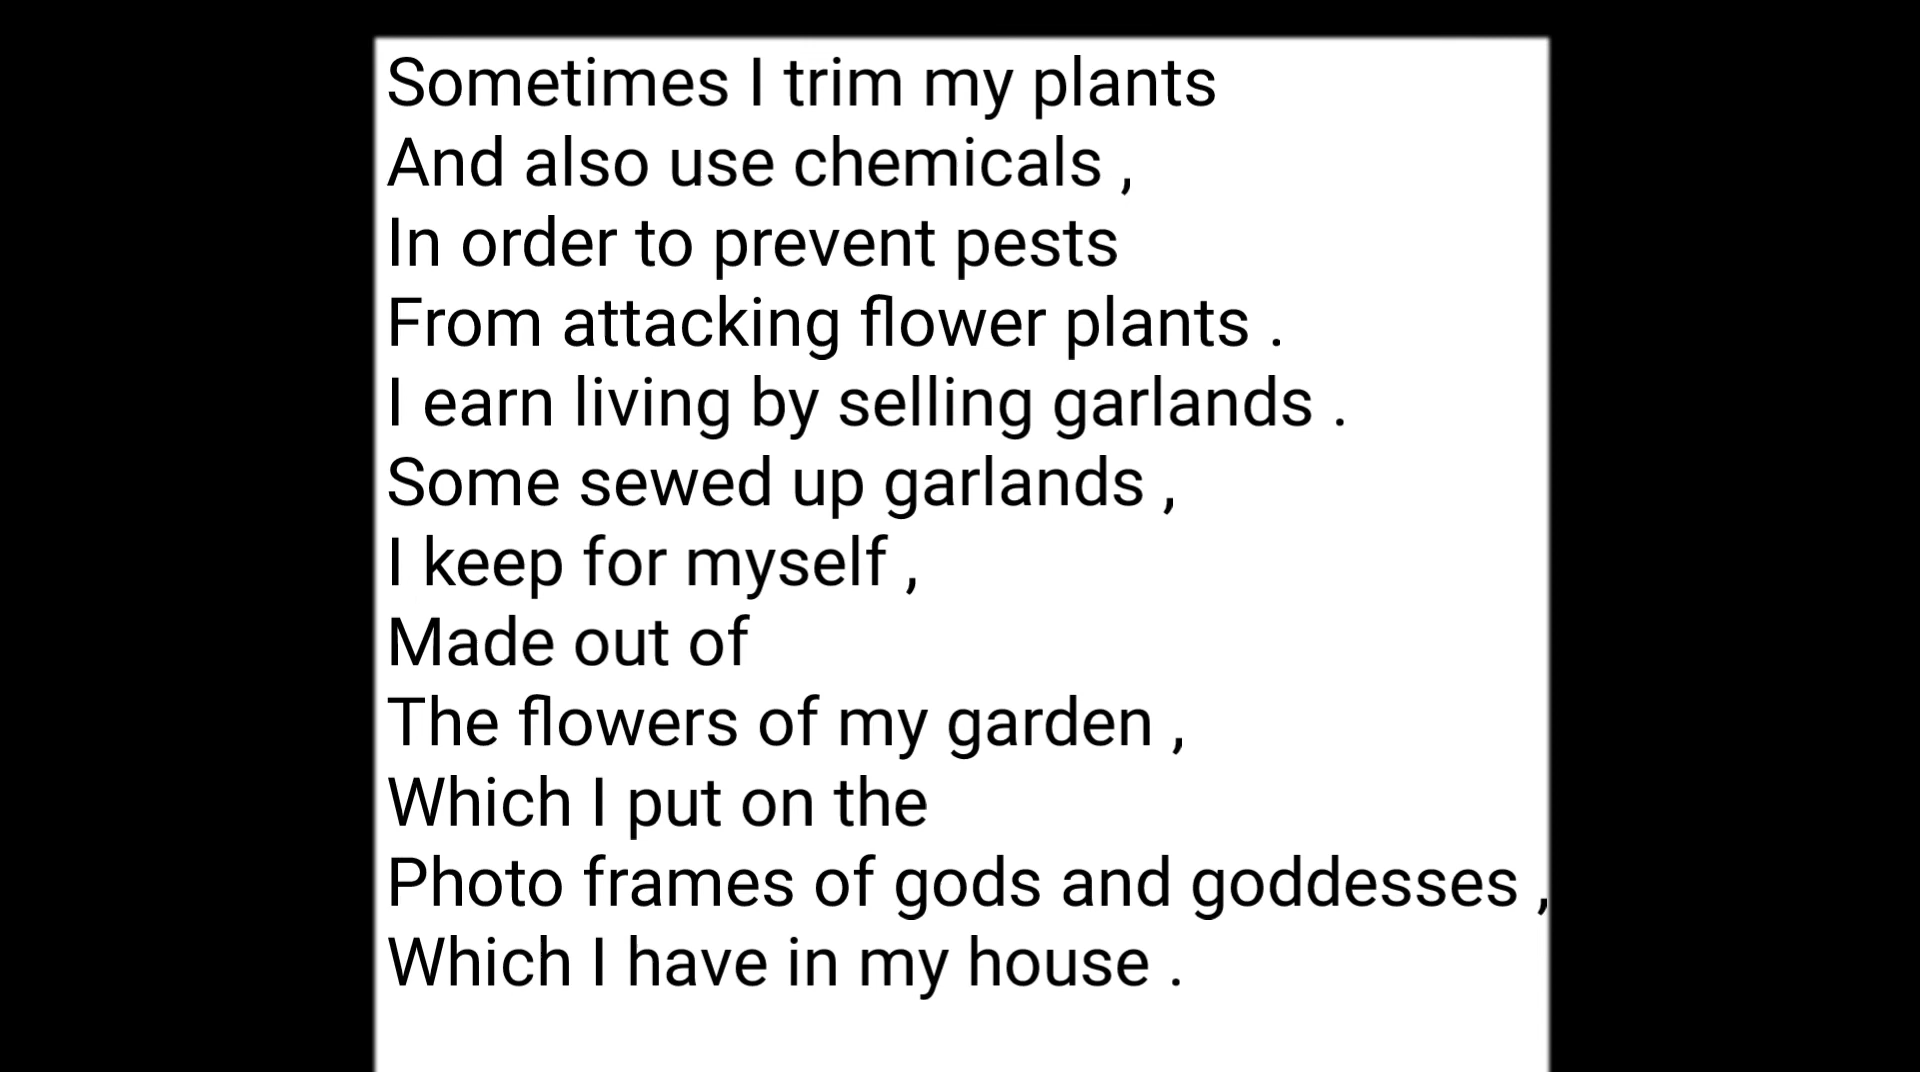 Sometimes I trim my plants
And also use chemicals ,
In order to prevent pests
From attacking flower plants .
I earn living by selling garlands .
Some sewed up garlands ,
I keep for myself ,
Made out of
The flowers of my garden ,
Which I put on the
Photo frames of gods and goddesses ,
Which I have in my house .